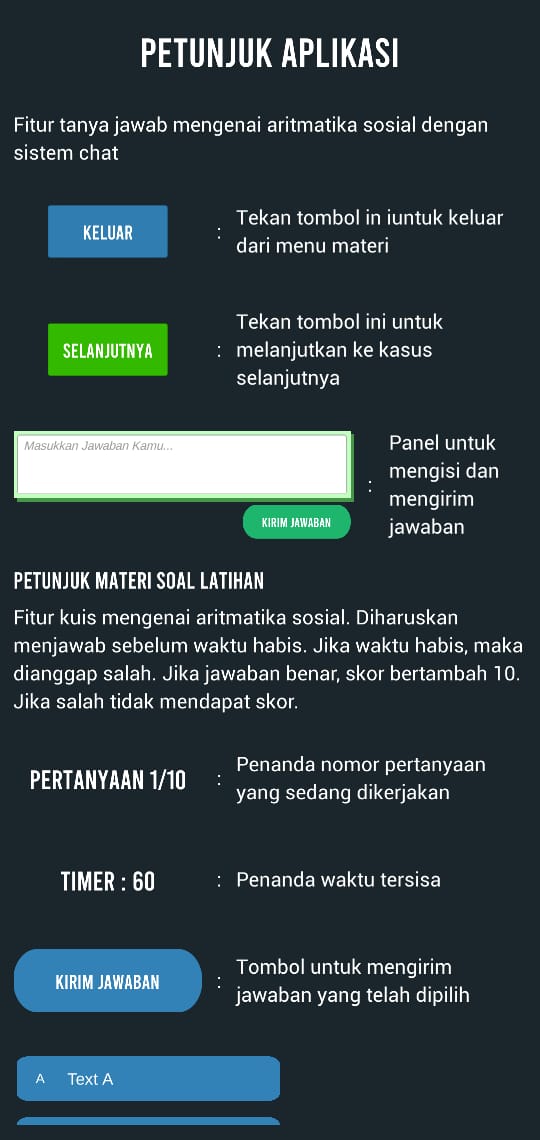 PETUNJUK APLIKASI
Fitur tanya jawab mengenai aritmatika sosial dengan
sistem chat
KELUAR
:
Tekan tombol in iuntuk keluar
dari menu materi
SELANJUTNYA
:
Tekan tombol ini untuk
melanjutkan ke kasus
selanjutnya
Masukkan Jawaban Kamu...
KIRIM JAWABAN
:
Panel untuk
mengisi dan
mengirim
jawaban
PETUNJUK MATERI SOAL LATIHAN
Fitur kuis mengenai aritmatika sosial. Diharuskan
menjawab sebelum waktu habis. Jika waktu habis, maka
dianggap salah. Jika jawaban benar, skor bertambah 10.
Jika salah tidak mendapat skor.
PERTANYAAN 1/10
:
Penanda nomor pertanyaan
yang sedang dikerjakan
TIMER : 60
:
Penanda waktu tersisa
KIRIM JAWABAN
:
Tombol untuk mengirim
jawaban yang telah dipilih
A Text A